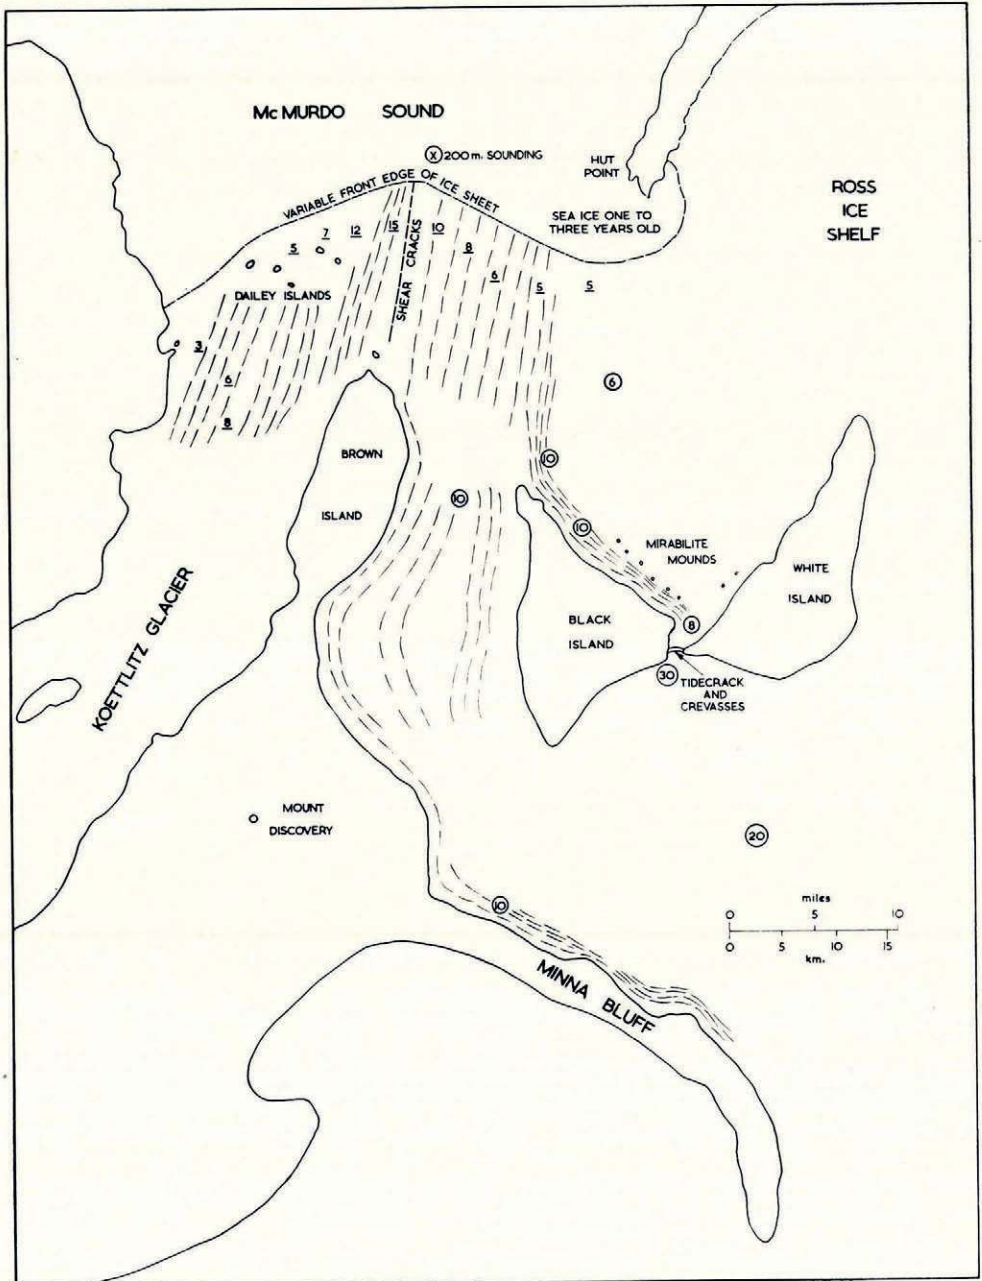 Mc MURDO SOUND
X 200 m. SOUNDING
HUT
POINT
ROSS
ICE
SHELF
VARIABLE FRONT EDGE OF ICE SHEET
SEA ICE ONE TO
THREE YEARS OLD
5
7
12
15
10
8
6
5
5
SHEAR CRACKS
DAILEY ISLANDS
3
6
8
6
10
10
10
BROWN
ISLAND
MIRABILITE
MOUNDS
WHITE
ISLAND
BLACK
ISLAND
8
30
TIDECRACK
AND
CREVASSES
KOETTLITZ GLACIER
MOUNT
DISCOVERY
20
10
miles
0 5 10
0 5 10 15
km.
MINNA BLUFF